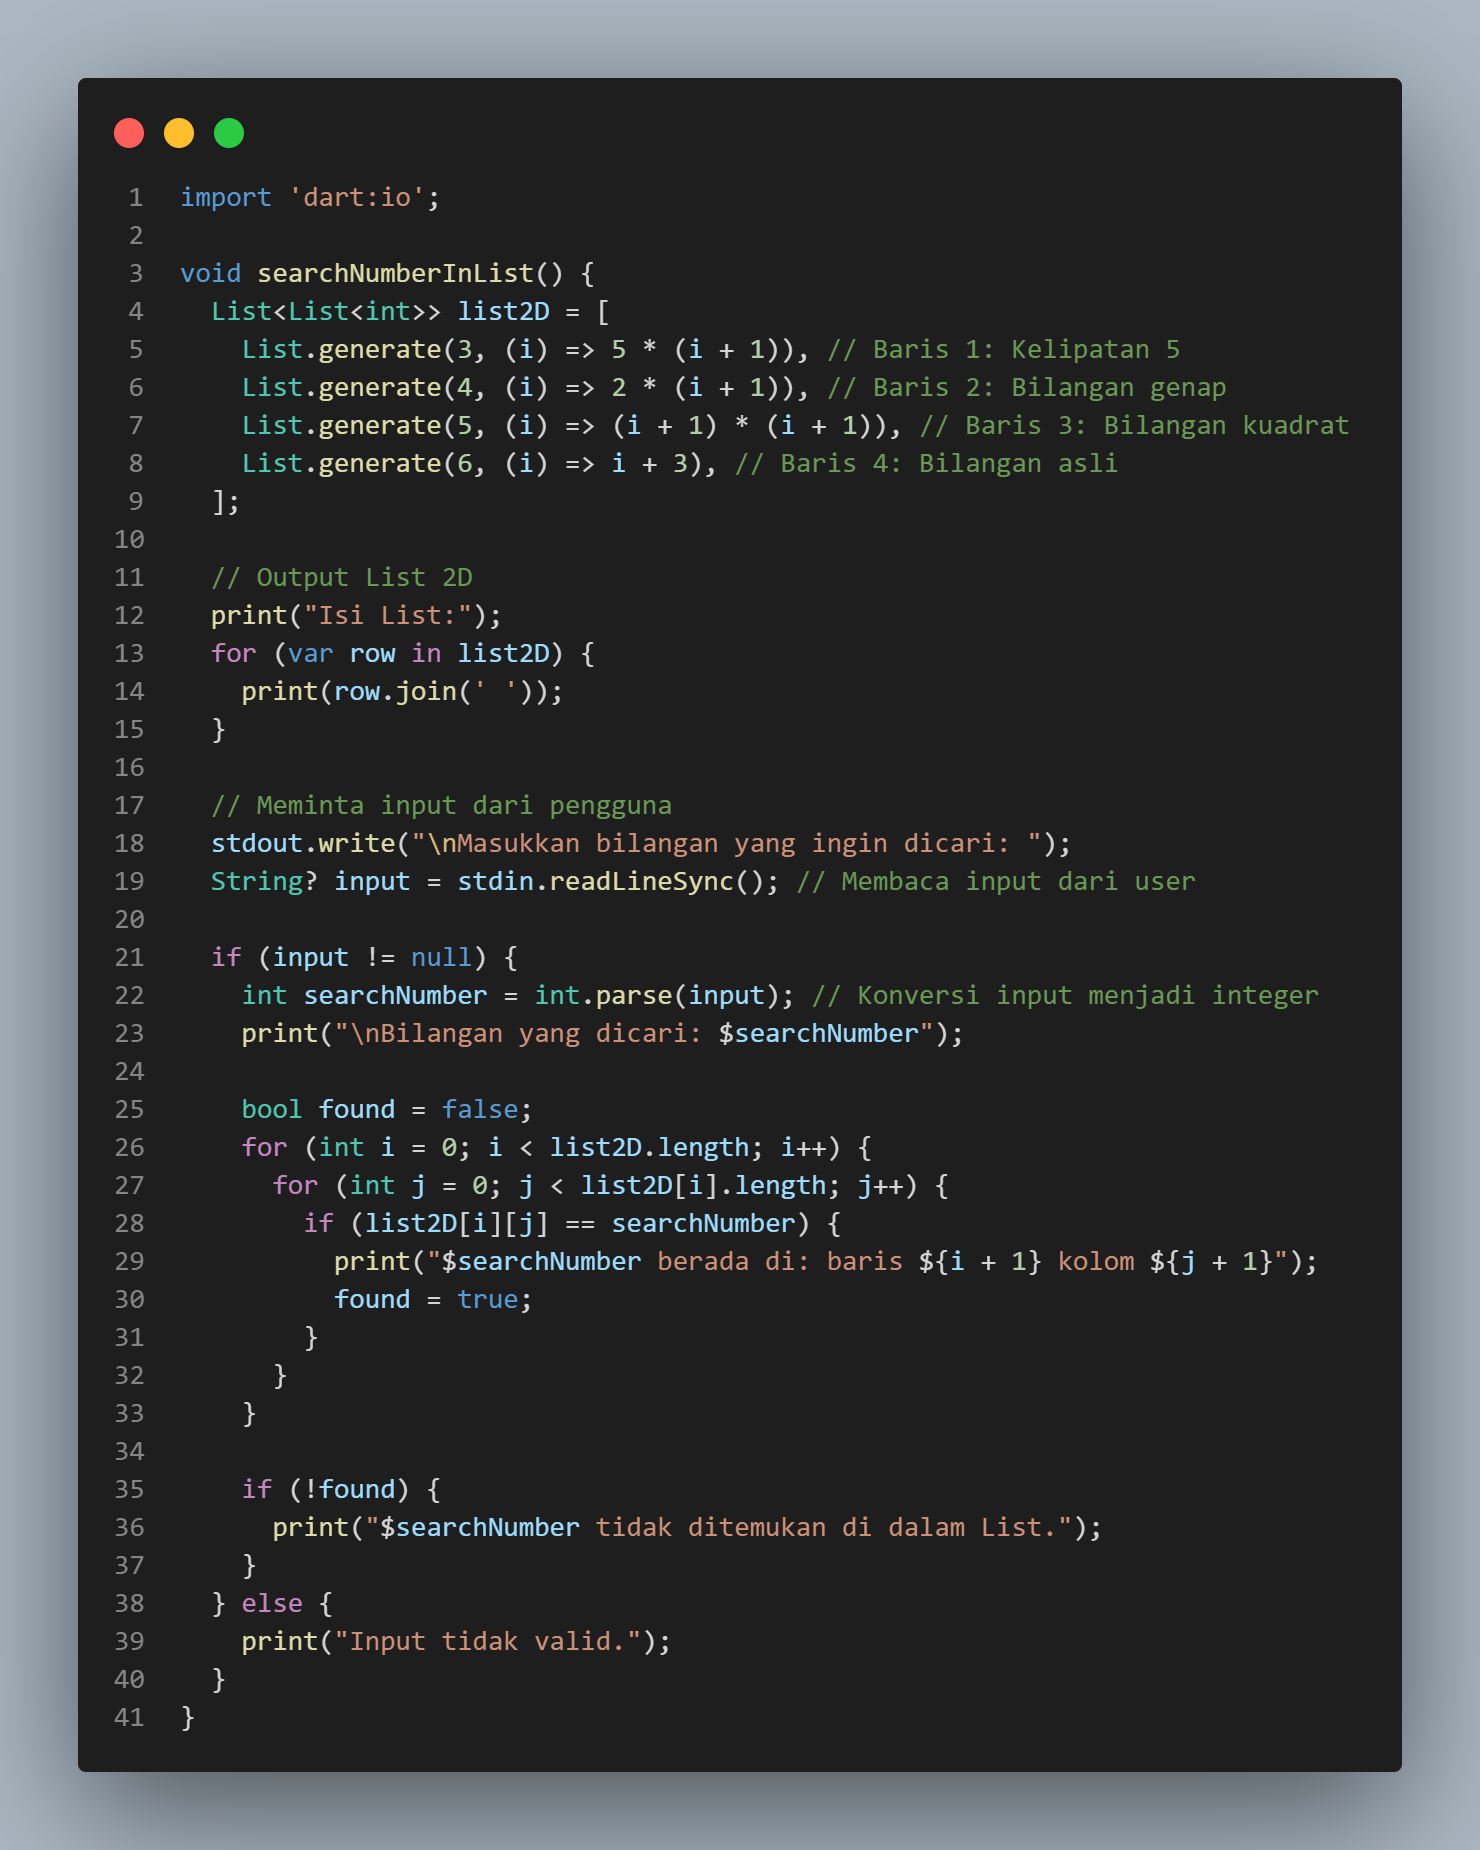 1 import 'dart:io';
2
3 void searchNumberInList() {
4   List<List<int>> list2D = [
5     List.generate(3, (i) => 5 * (i + 1)), // Baris 1: Kelipatan 5
6     List.generate(4, (i) => 2 * (i + 1)), // Baris 2: Bilangan genap
7     List.generate(5, (i) => (i + 1) * (i + 1)), // Baris 3: Bilangan kuadrat
8     List.generate(6, (i) => i + 3), // Baris 4: Bilangan asli
9   ];
10
11   // Output List 2D
12   print("Isi List:");
13   for (var row in list2D) {
14     print(row.join(' '));
15   }
16
17   // Meminta input dari pengguna
18   stdout.write("\nMasukkan bilangan yang ingin dicari: ");
19   String? input = stdin.readLineSync(); // Membaca input dari user
20
21   if (input != null) {
22     int searchNumber = int.parse(input); // Konversi input menjadi integer
23     print("\nBilangan yang dicari: $searchNumber");
24
25     bool found = false;
26     for (int i = 0; i < list2D.length; i++) {
27       for (int j = 0; j < list2D[i].length; j++) {
28         if (list2D[i][j] == searchNumber) {
29           print("$searchNumber berada di: baris ${i + 1} kolom ${j + 1}");
30           found = true;
31         }
32       }
33     }
34
35     if (!found) {
36       print("$searchNumber tidak ditemukan di dalam List.");
37     }
38   } else {
39     print("Input tidak valid.");
40   }
41 }